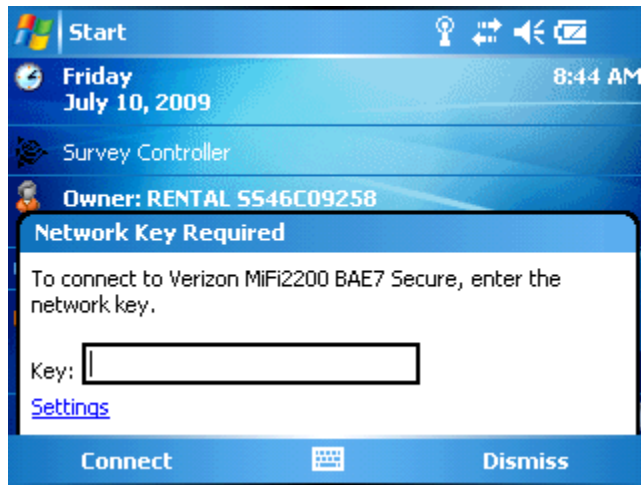 Start
Friday
8:44 AM
July 10, 2009
Survey Controller
Owner: RENTAL SS46C09258
Network Key Required
To connect to Verizon MiFi2200 BAE7 Secure, enter the
network key.
Key:
Settings
Connect
Dismiss